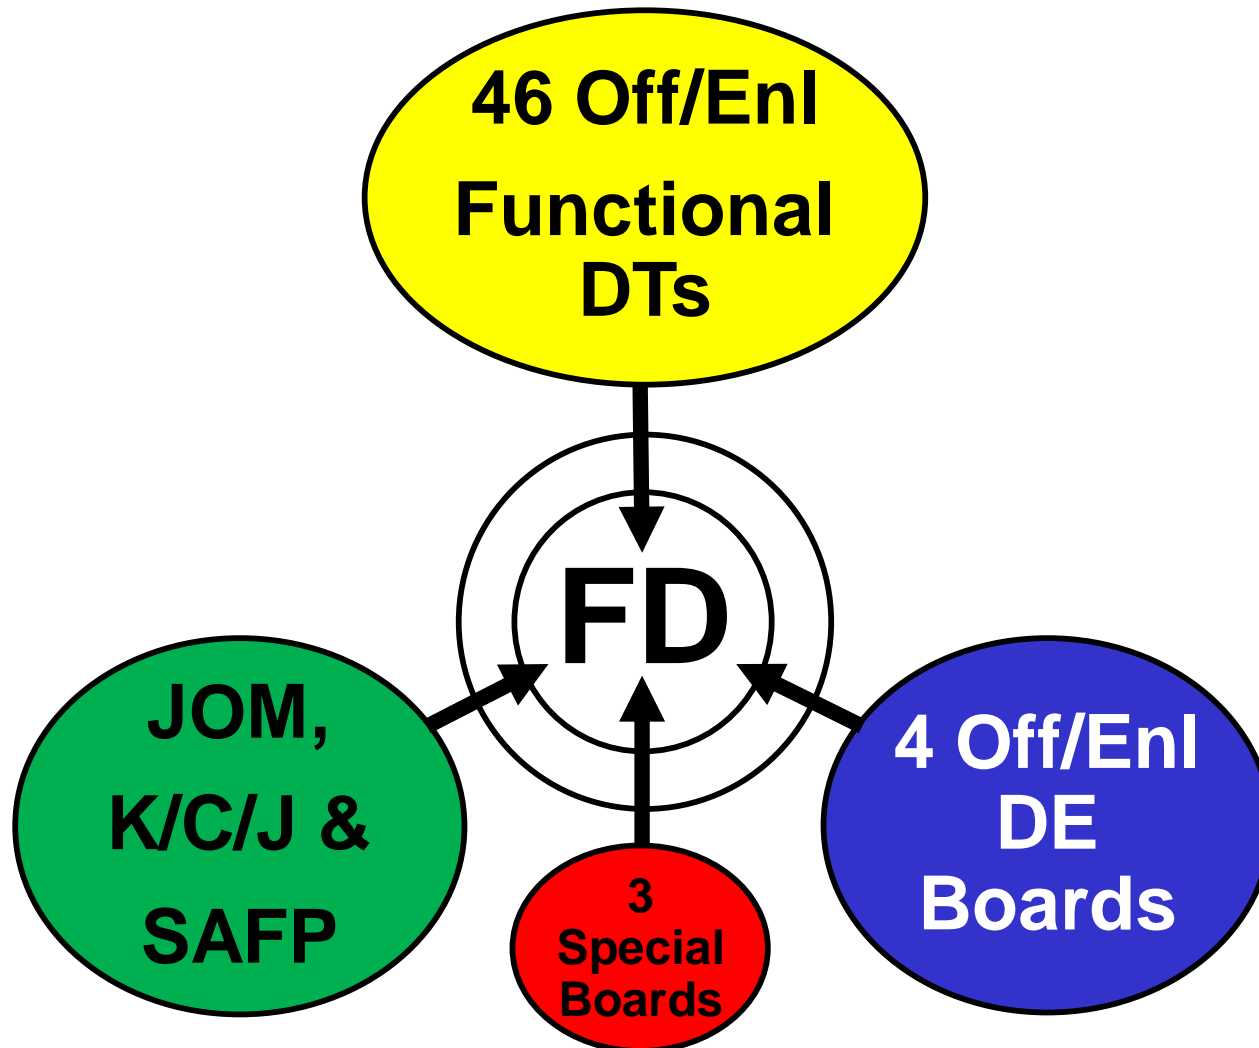 46 Off/Enl
Functional
DTs
FD
JOM,
K/C/J &
SAFP
3
Special
Boards
4 Off/Enl
DE
Boards